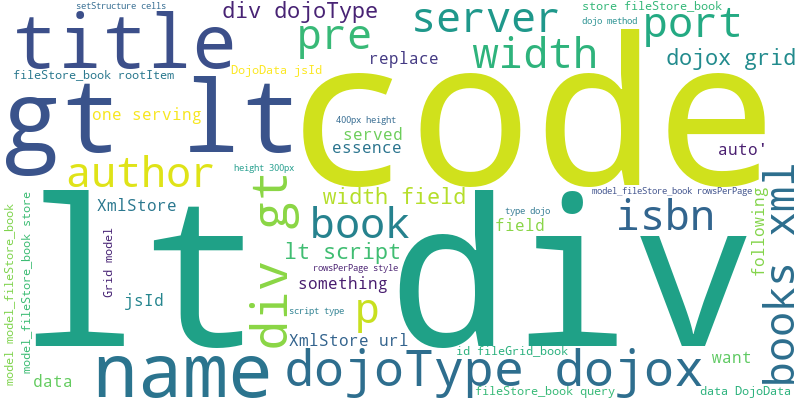 setStructure cells
div dojoType
store fileStore_book
title
pre
server
dojo method
port
width
replace
dojox grid
fileStore_book rootItem
DojoData jsId
gt lt
code
one serving
400px height
served
essence
auto'
author
height 300px
model_fileStore_book rowsPerPage
lt div
XmlStore
div gt
width field
book
type dojo
field
isbn
books xml
following
model model_fileStore_book
model_fileStore_book store
Grid model
lt script
rowsPerPage style
something
jsId
script type
p
XmlStore url
id fileGrid_book
want
name
dojoType dojox
data
fileStore_book query
data DojoData